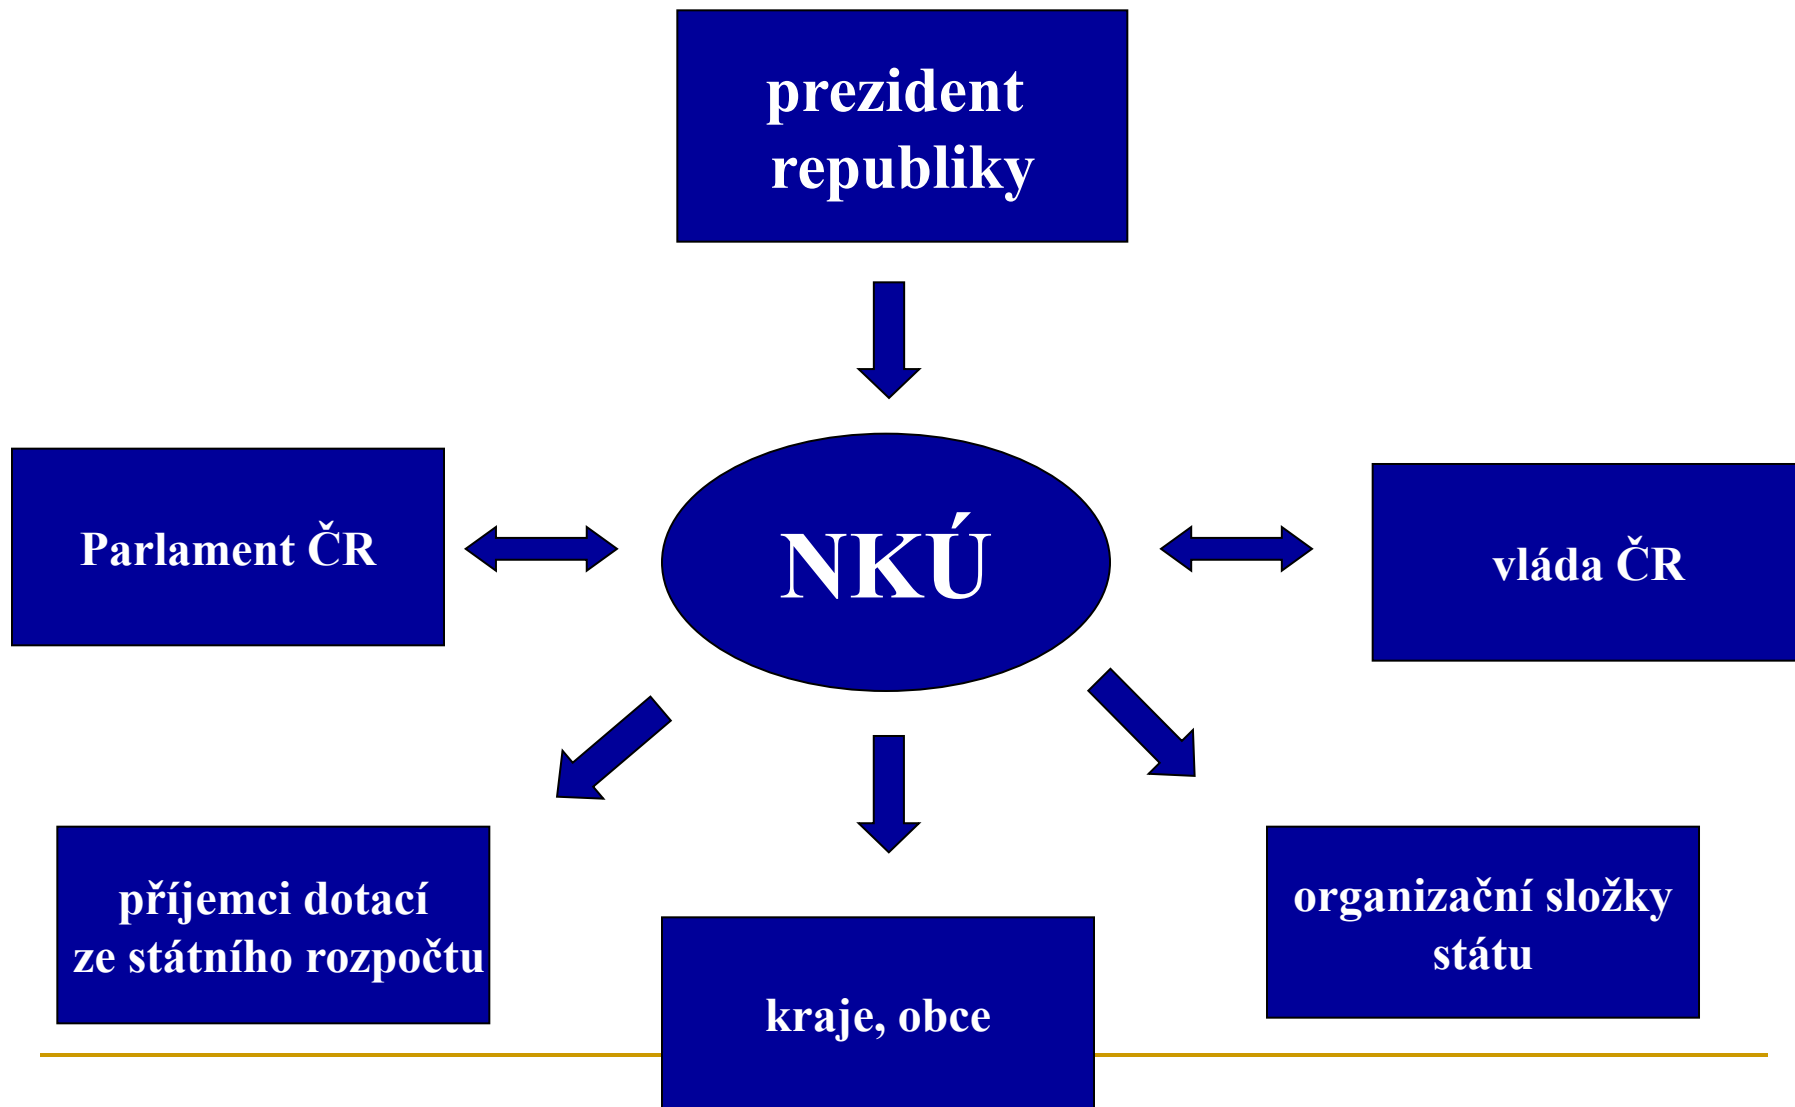 prezident
republiky
Parlament ČR
NKÚ
vláda ČR
příjemci dotací
ze státního rozpočtu
kraje, obce
organizační složky
státu